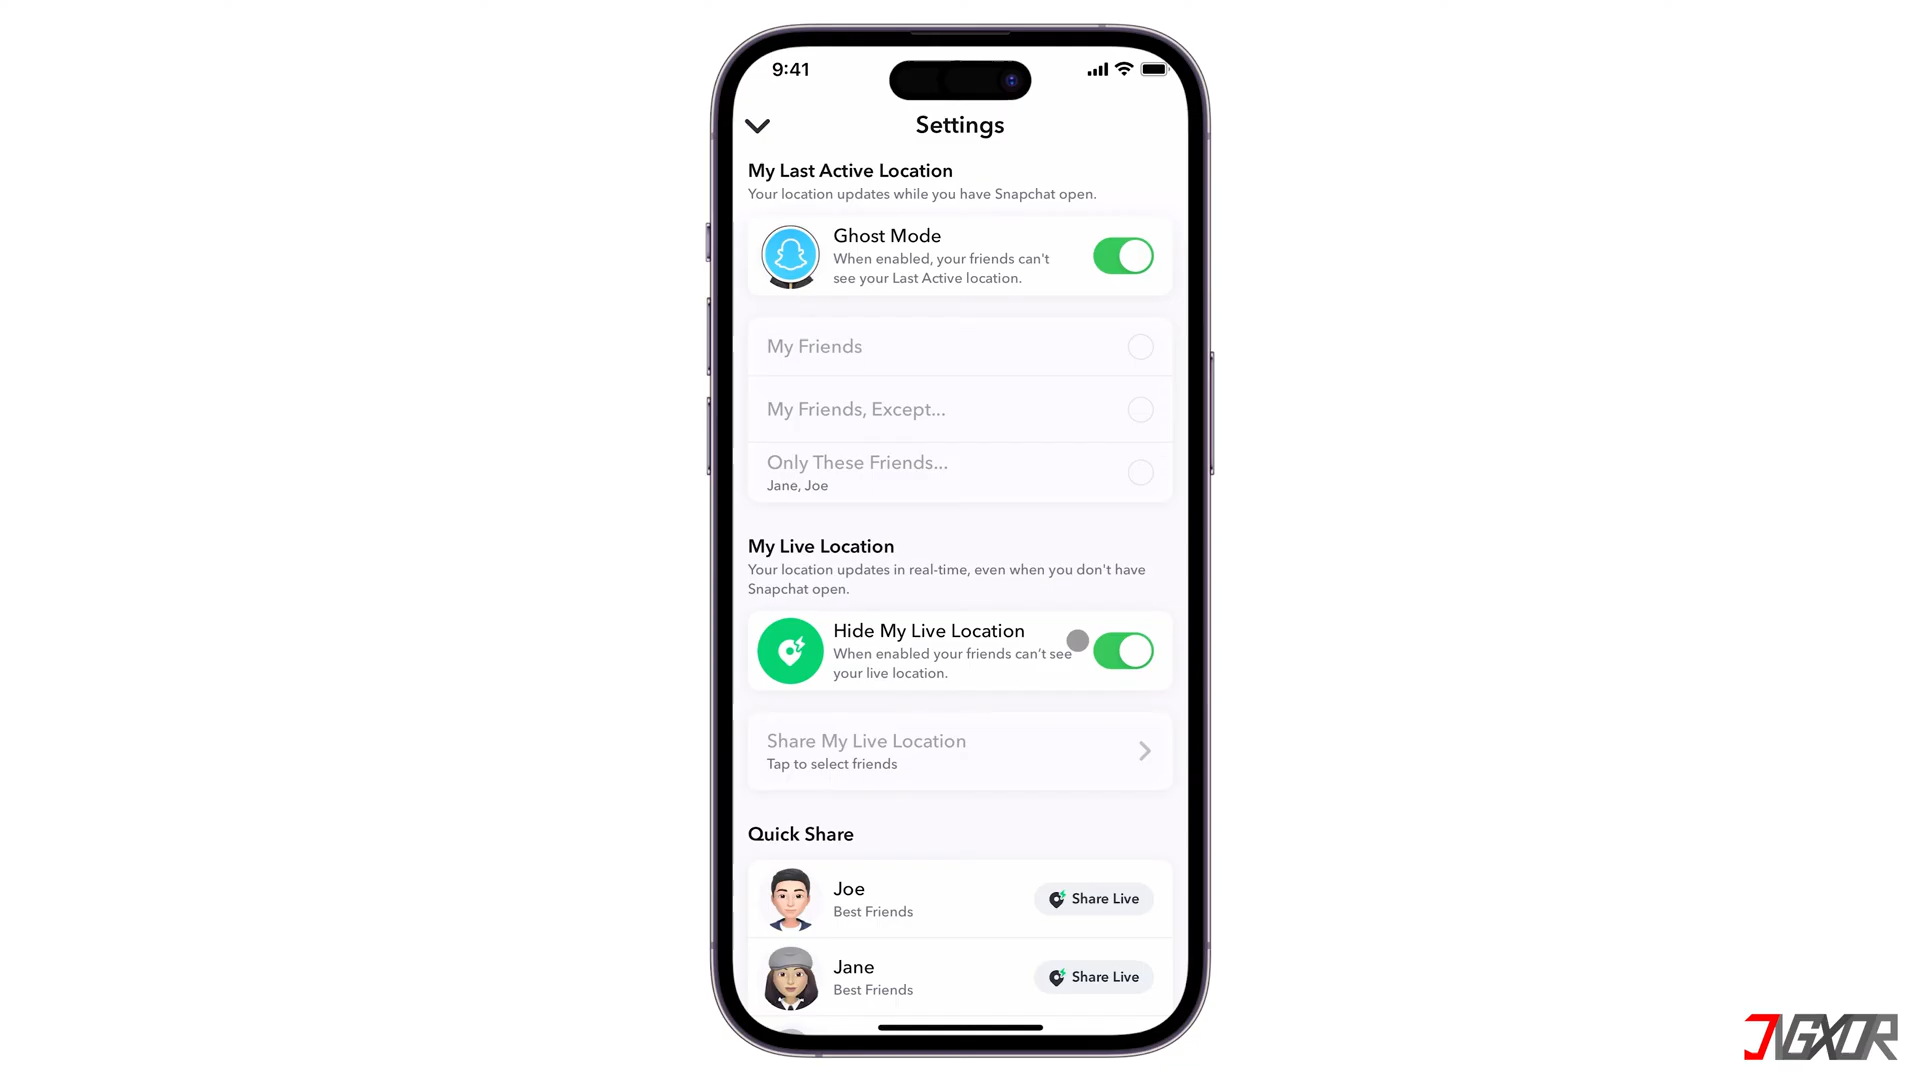 9:41
Settings
My Last Active Location
Your location updates while you have Snapchat open.
Ghost Mode
When enabled, your friends can't
see your Last Active location.
My Friends
My Friends, Except...
Only These Friends...
Jane, Joe
My Live Location
Your location updates in real-time, even when you don't have
Snapchat open.
Hide My Live Location
When enabled your friends can’t see
your live location.
Share My Live Location
Tap to select friends
Quick Share
Joe
Best Friends
Share Live
Jane
Best Friends
Share Live
JNGXOR